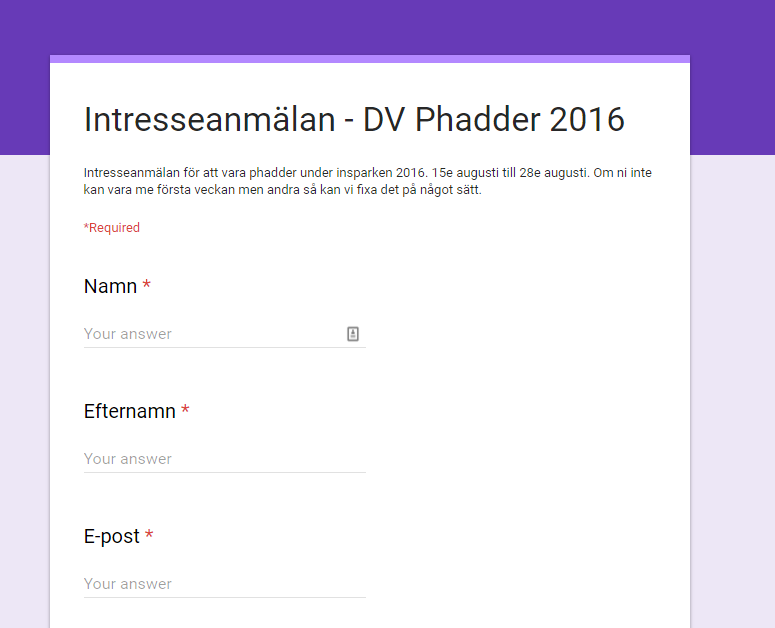 Intresseanmälan - DV Phadder 2016
Intresseanmälan för att vara phadder under insparken 2016. 15e augusti till 28e augusti. Om ni inte
kan vara me första veckan men andra så kan vi fixa det på något sätt.
*Required
Namn *
Your answer
Efternamn *
Your answer
E-post *
Your answer